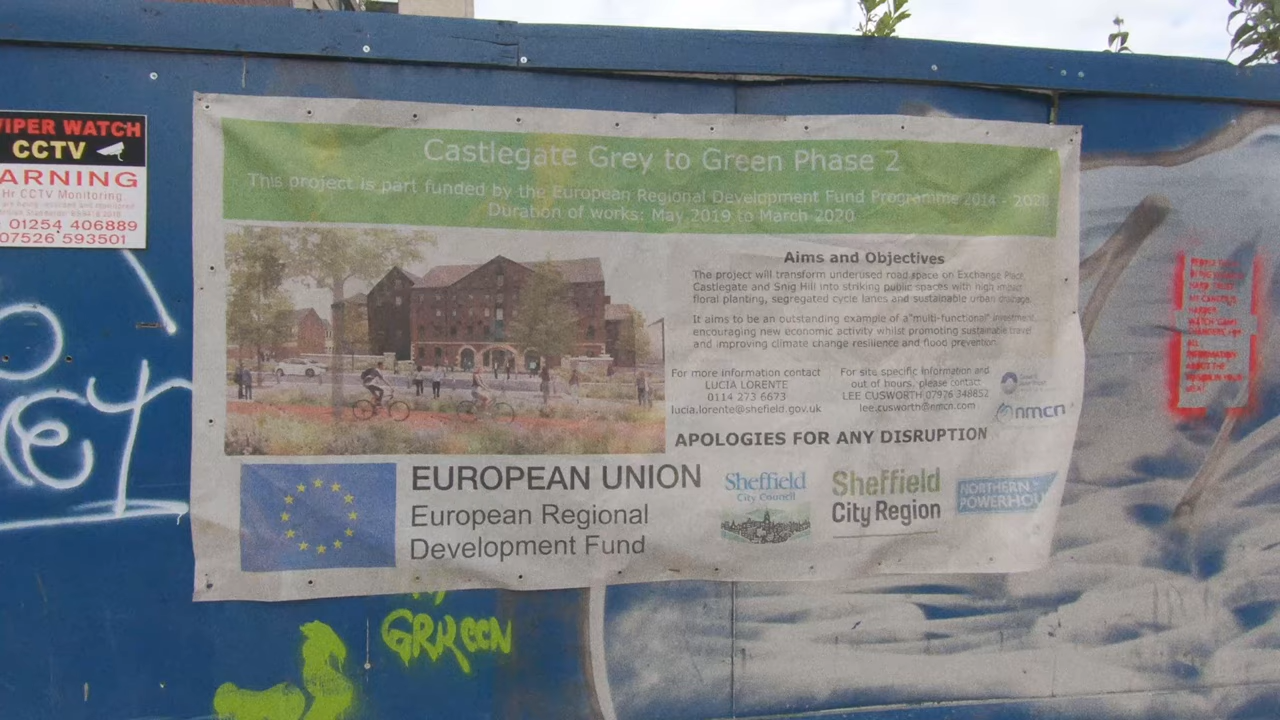 WIPER WATCH
CCTV
ARNING
Hr CCTV Monitoring
01254 406889
07526 593501
Castlegate Grey to Green Phase 2
This project is part funded by the European Regional Development Fund Programme 2014 - 202
Duration of works: May 2019 to March 2020
Aims and Objectives
The project will transform underused road space on Exchange Place,
Castlegate and Snig Hill into striking public spaces with high impact
floral planting, segregated cycle lanes and sustainable urban drainage.
It aims to be an outstanding example of a "multi-functional" investment,
encouraging new economic activity whilst promoting sustainable travel
and improving climate change resilience and flood prevention.
For more information contact
LUCIA LORENTE
0114 273 6673
lucia.lorente@shefield.gov.uk
For site specific information and
out of hours, please contact
LEE CUSWORTH 07976 348852
lee.cusworth@nmcn.com
nmcn
APOLOGIES FOR ANY DISRUPTION
EUROPEAN UNION
European Regional
Development Fund
Sheffield
City Council
Sheffield
City Region
NORTHERN
POWERHOU
GRREEN